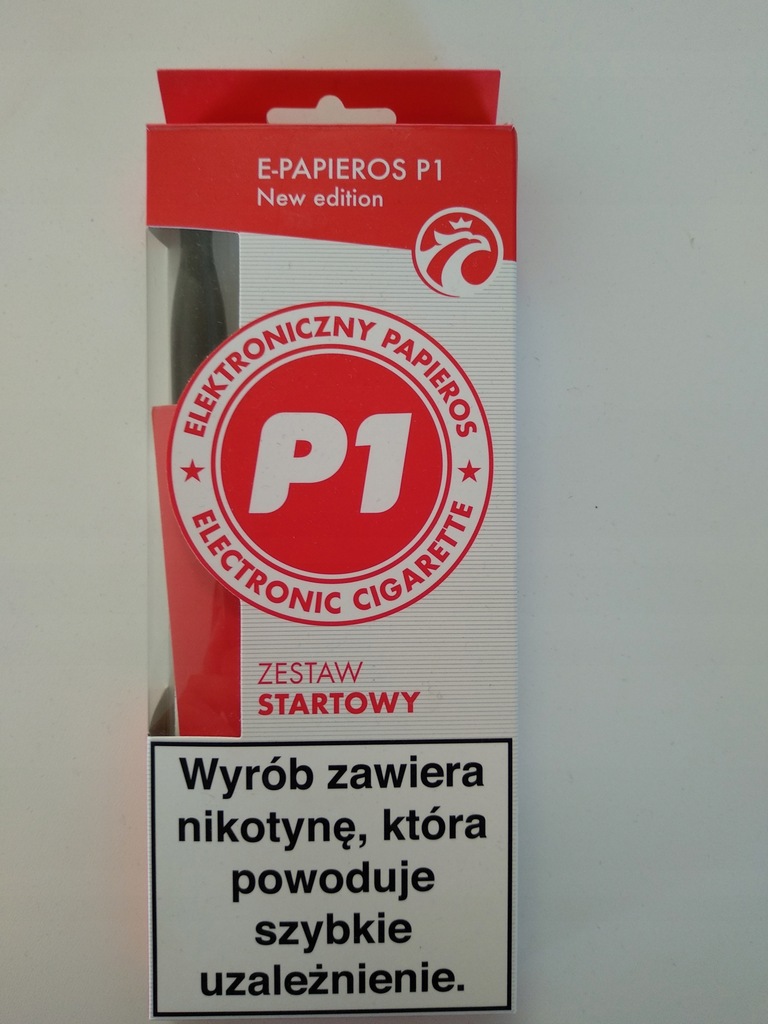 E-PAPIEROS P1
New edition
ELEKTRONICZNY PAPIEROS
P1
ELECTRONIC CIGARETTE
ZESTAW
STARTOWY
Wyrób zawiera
nikotynę, która
powoduje
szybkie
uzależnienie.